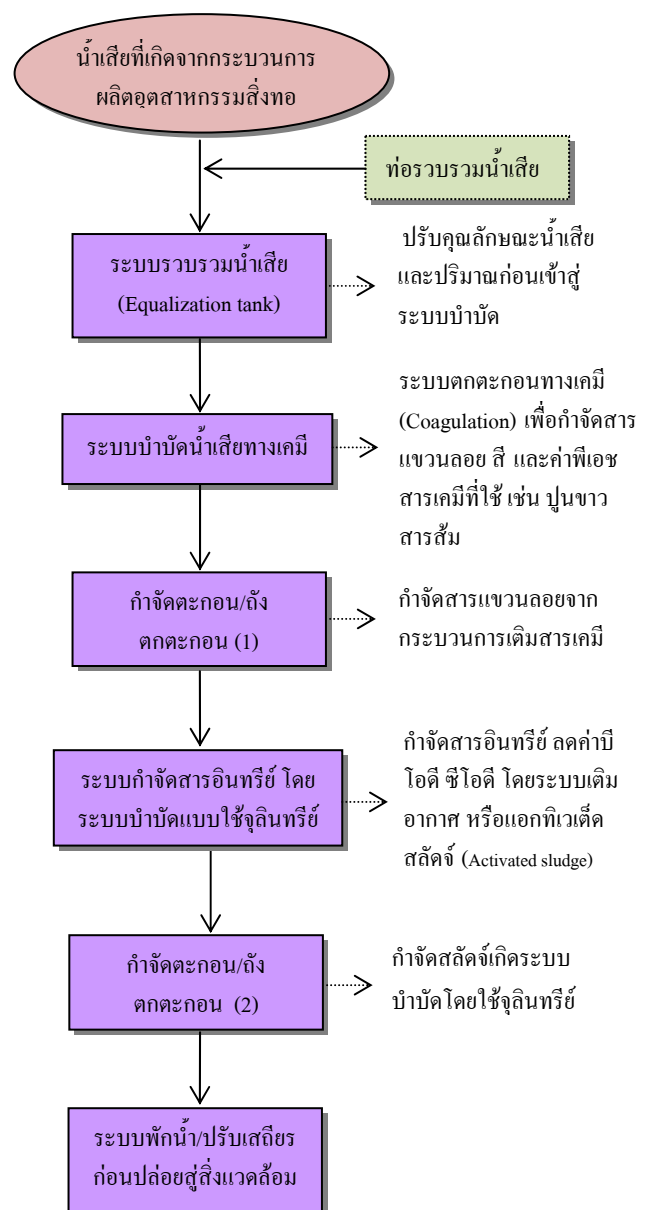 น้ำเสียที่เกิดจากกระบวนการ
ผลิตอุตสาหกรรมสิ่งทอ
ท่อรวบรวมน้ำเสีย
ระบบรวบรวมน้ำเสีย
(Equalization tank)
ปรับคุณลักษณะน้ำเสีย
และปริมาณก่อนเข้าสู่
ระบบบำบัด
ระบบบำบัดน้ำเสียทางเคมี
ระบบตกตะกอนทางเคมี
(Coagulation) เพื่อกำจัดสาร
แขวนลอย สี และค่าพีเอช
สารเคมีที่ใช้ เช่น ปูนขาว
สารส้ม
กำจัดตะกอน/ถัง
ตกตะกอน (1)
กำจัดสารแขวนลอยจาก
กระบวนการเติมสารเคมี
ระบบกำจัดสารอินทรีย์ โดย
ระบบบำบัดแบบใช้จุลินทรีย์
กำจัดสารอินทรีย์ ลดค่าบี
โอดี ซีโอดี โดยระบบเติม
อากาศ หรือแอกทิเวเต็ด
สลัดจ์ (Activated sludge)
กำจัดตะกอน/ถัง
ตกตะกอน (2)
กำจัดสลัดจ์เกิดระบบ
บำบัดโดยใช้จุลินทรีย์
ระบบพักน้ำ/ปรับเสถียร
ก่อนปล่อยสู่สิ่งแวดล้อม